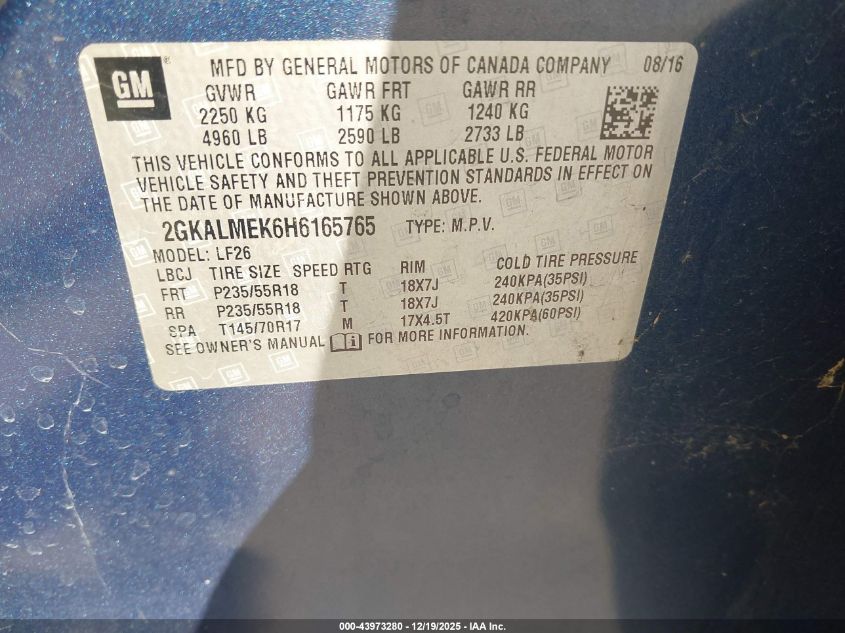 GM
MFD BY GENERAL MOTORS OF CANADA COMPANY 08/16
GVWR GAWR FRT GAWR RR
2250 KG 1175 KG 1240 KG
4960 LB 2590 LB 2733 LB
THIS VEHICLE CONFORMS TO ALL APPLICABLE U.S. FEDERAL MOTOR
VEHICLE SAFETY AND THEFT PREVENTION STANDARDS IN EFFECT ON
THE DATE OF MANUFACTURE SHOWN ABOVE.
2GKALMEK6H6165765 TYPE: M.P.V.
MODEL: LF26
LBCJ TIRE SIZE SPEED RTG RIM COLD TIRE PRESSURE
FRT P235/55R18 T 18X7J 240KPA(35PSI)
RR P235/55R18 T 18X7J 240KPA(35PSI)
SPA T145/70R17 M 17X4.5T 420KPA(60PSI)
SEE OWNER'S MANUAL i FOR MORE INFORMATION.
000-43973280 - 12/19/2025 - IAA Inc.